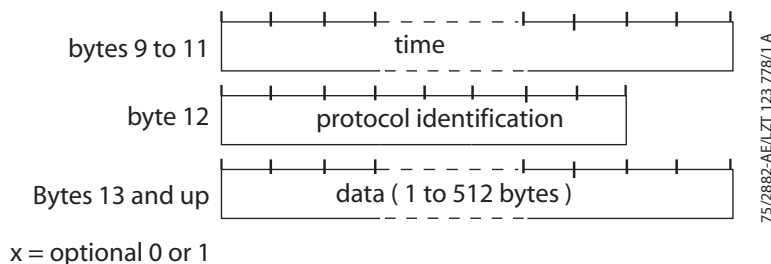 bytes 9 to 11
time
byte 12
protocol identification
Bytes 13 and up
data ( 1 to 512 bytes )
x = optional 0 or 1
75/2882-AE/LZT 123 778/1 A